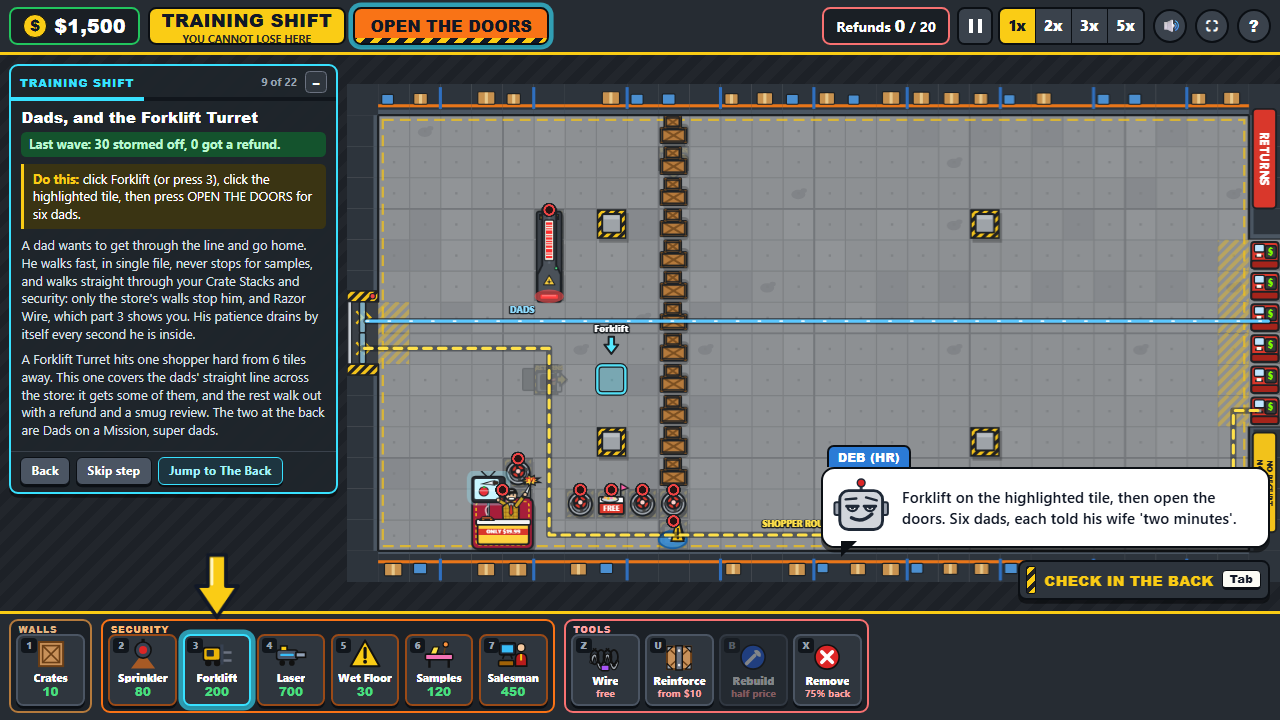 $ $1,500
TRAINING SHIFT
YOU CANNOT LOSE HERE
OPEN THE DOORS
Refunds 0 / 20
1x
2x
3x
5x
?
TRAINING SHIFT
9 of 22
Dads, and the Forklift Turret
Last wave: 30 stormed off, 0 got a refund.
Do this: click Forklift (or press 3), click the
highlighted tile, then press OPEN THE DOORS for
six dads.
A dad wants to get through the line and go home.
He walks fast, in single file, never stops for samples,
and walks straight through your Crate Stacks and
security: only the store's walls stop him, and Razor
Wire, which part 3 shows you. His patience drains by
itself every second he is inside.
A Forklift Turret hits one shopper hard from 6 tiles
away. This one covers the dads' straight line across
the store: it gets some of them, and the rest walk out
with a refund and a smug review. The two at the back
are Dads on a Mission, super dads.
Back
Skip step
Jump to The Back
RETURNS
DADS
Forklift
FREE
ONLY $19.99
SHOPPER ROU
DEB (HR)
Forklift on the highlighted tile, then open the
doors. Six dads, each told his wife 'two minutes'.
CHECK IN THE BACK
Tab
WALLS
1
Crates
10
SECURITY
2
Sprinkler
80
3
Forklift
200
4
Laser
700
5
Wet Floor
30
6
Samples
120
7
Salesman
450
TOOLS
Z
Wire
free
U
Reinforce
from $10
B
Rebuild
half price
X
Remove
75% back